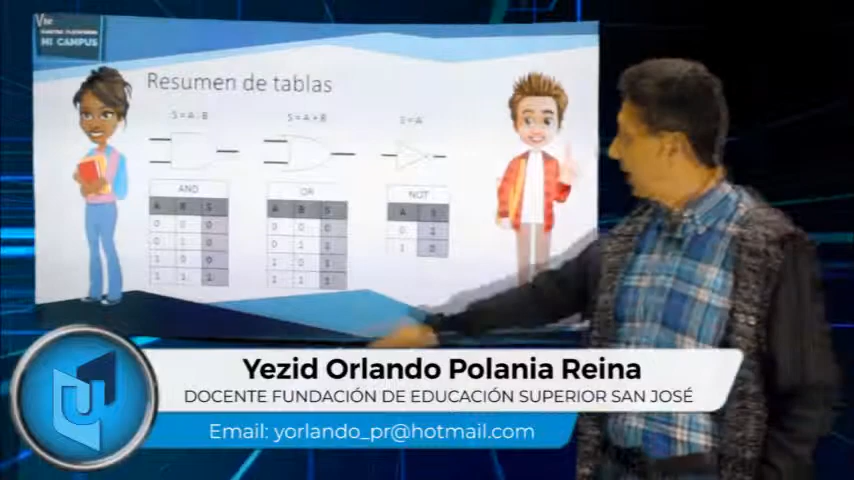 MI CAMPUS
Resumen de tablas
S = A . B
S = A + B
S = A
AND
OR
NOT
A B S
A B S
A S
0 0 0
0 0 0
0 1
0 1 0
0 1 1
1 0
1 0 0
1 0 1
1 1 1
1 1 1
Yezid Orlando Polania Reina
DOCENTE FUNDACIÓN DE EDUCACIÓN SUPERIOR SAN JOSÉ
Email: yorlando_pr@hotmail.com